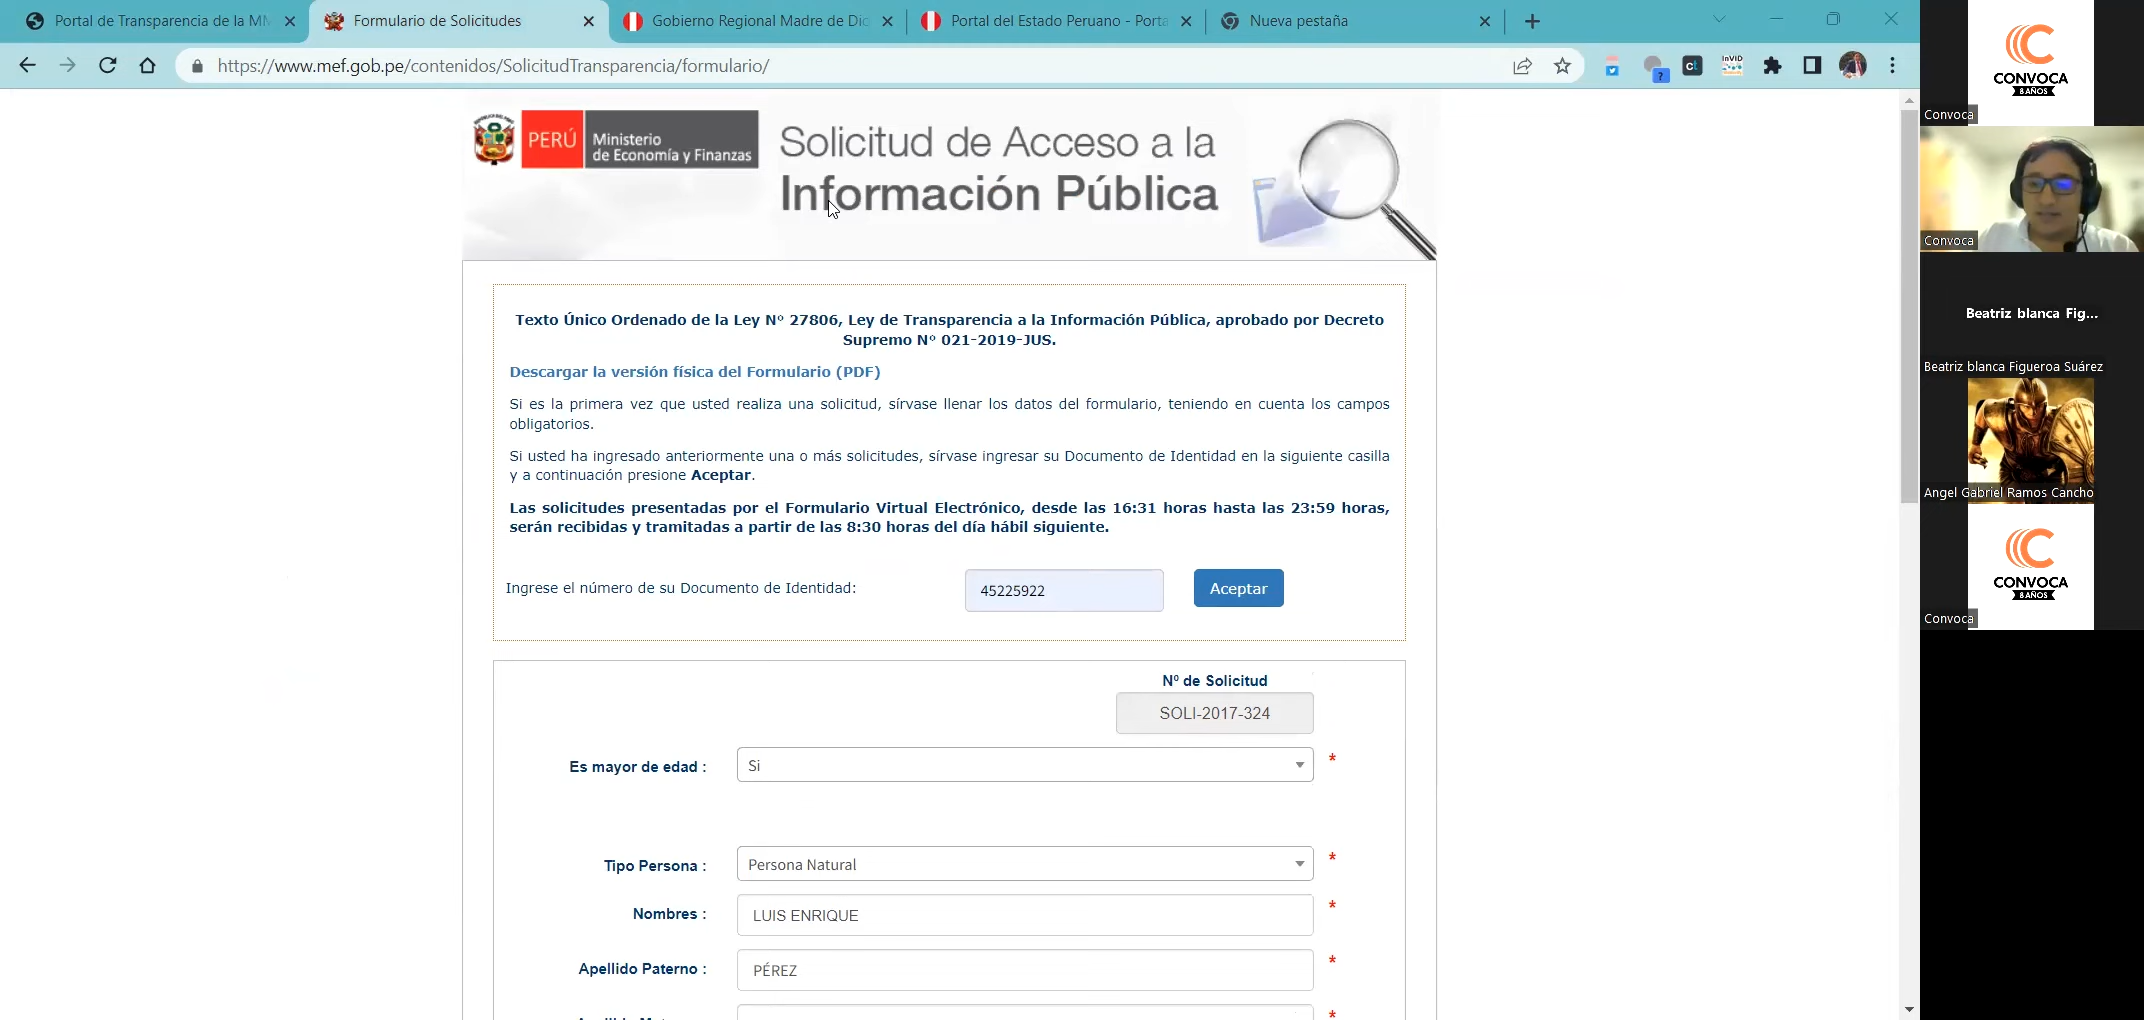 Portal de Transparencia de la MM
Formulario de Solicitudes
Gobierno Regional Madre de Dio
Portal del Estado Peruano - Porta
Nueva pestaña
https://www.mef.gob.pe/contenidos/SolicitudTransparencia/formulario/
PERÚ
Ministerio
de Economía y Finanzas
Solicitud de Acceso a la
Información Pública
Texto Único Ordenado de la Ley Nº 27806, Ley de Transparencia a la Información Pública, aprobado por Decreto
Supremo Nº 021-2019-JUS.
Descargar la versión física del Formulario (PDF)
Si es la primera vez que usted realiza una solicitud, sírvase llenar los datos del formulario, teniendo en cuenta los campos
obligatorios.
Si usted ha ingresado anteriormente una o más solicitudes, sírvase ingresar su Documento de Identidad en la siguiente casilla
y a continuación presione Aceptar.
Las solicitudes presentadas por el Formulario Virtual Electrónico, desde las 16:31 horas hasta las 23:59 horas,
serán recibidas y tramitadas a partir de las 8:30 horas del día hábil siguiente.
Ingrese el número de su Documento de Identidad:
45225922
Aceptar
Nº de Solicitud
SOLI-2017-324
Es mayor de edad :
Si
*
Tipo Persona :
Persona Natural
*
Nombres :
LUIS ENRIQUE
*
Apellido Paterno :
PÉREZ
*
*
CONVOCA
8 AÑOS
Convoca
Convoca
Beatriz blanca Fig...
Beatriz blanca Figueroa Suárez
Angel Gabriel Ramos Cancho
CONVOCA
8 AÑOS
Convoca